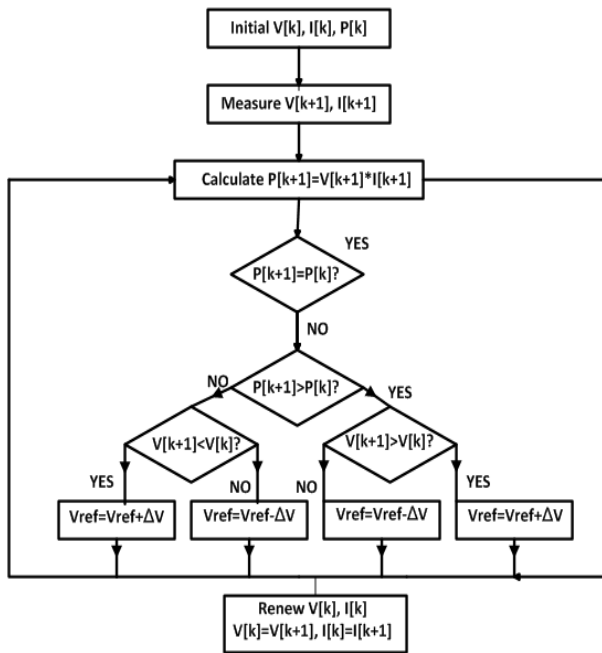 Initial V[k], I[k], P[k]
Measure V[k+1], I[k+1]
Calculate P[k+1]=V[k+1]*I[k+1]
YES
P[k+1]=P[k]?
NO
P[k+1]>P[k]?
NO
YES
V[k+1]<V[k]?
V[k+1]>V[k]?
YES
NO
NO
YES
Vref=Vref+ΔV
Vref=Vref-ΔV
Vref=Vref-ΔV
Vref=Vref+ΔV
Renew V[k], I[k]
V[k]=V[k+1], I[k]=I[k+1]